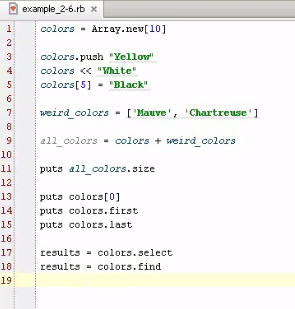 example_2-6.rb
1 colors = Array.new[10]
2
3 colors.push "Yellow"
4 colors << "White"
5 colors[5] = "Black"
6
7 weird_colors = ['Mauve', 'Chartreuse']
8
9 all_colors = colors + weird_colors
10
11 puts all_colors.size
12
13 puts colors[0]
14 puts colors.first
15 puts colors.last
16
17 results = colors.select
18 results = colors.find
19